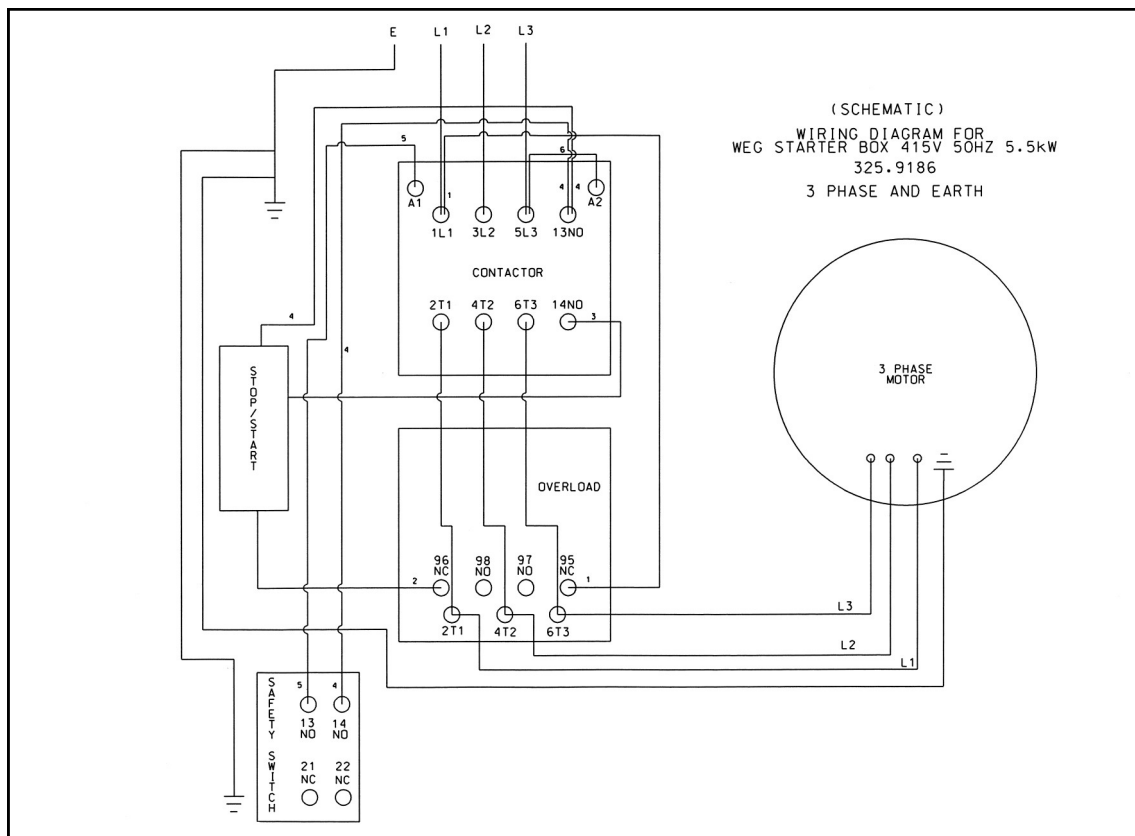 E L1 L2 L3
(SCHEMATIC)
WIRING DIAGRAM FOR
WEG STARTER BOX 415V 50HZ 5.5kW
325.9186
3 PHASE AND EARTH
5 6
1 4 4
A1 A2
1L1 3L2 5L3 13NO
CONTACTOR
2T1 4T2 6T3 14NO
3
4
4
STOP/START
3 PHASE
MOTOR
OVERLOAD
96 98 97 95
NC NO NO NC
2 1
2T1 4T2 6T3
L3
L2
L1
SAFETY SWITCH
5 4
13 14
NO NO
21 22
NC NC